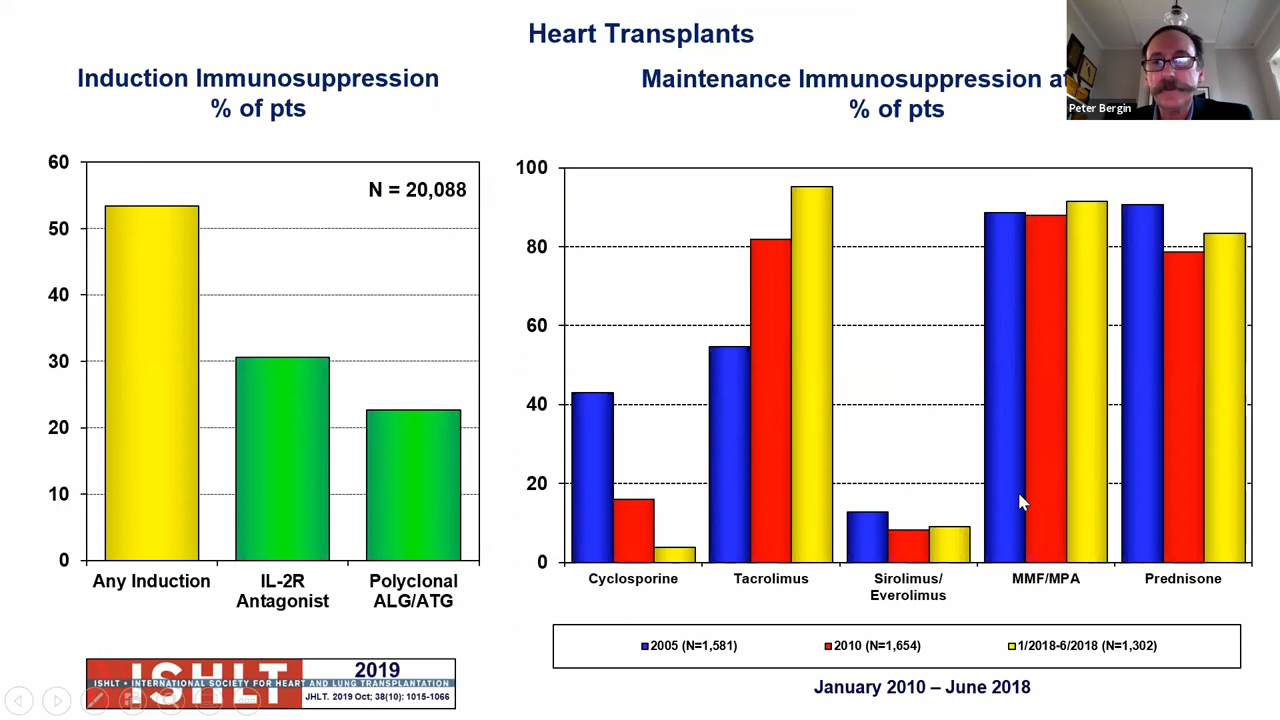 Heart Transplants
Induction Immunosuppression
% of pts
Maintenance Immunosuppression
% of pts
Peter Bergin
60
50
40
30
20
10
0
N = 20,088
Any Induction
IL-2R
Antagonist
Polyclonal
ALG/ATG
100
80
60
40
20
0
Cyclosporine
Tacrolimus
Sirolimus/
Everolimus
MMF/MPA
Prednisone
2005 (N=1,581)
2010 (N=1,654)
1/2018-6/2018 (N=1,302)
January 2010 – June 2018
ISHLT
2019
ISHLT • INTERNATIONAL SOCIETY FOR HEART AND LUNG TRANSPLANTATION
JHLT. 2019 Oct; 38(10): 1015-1066